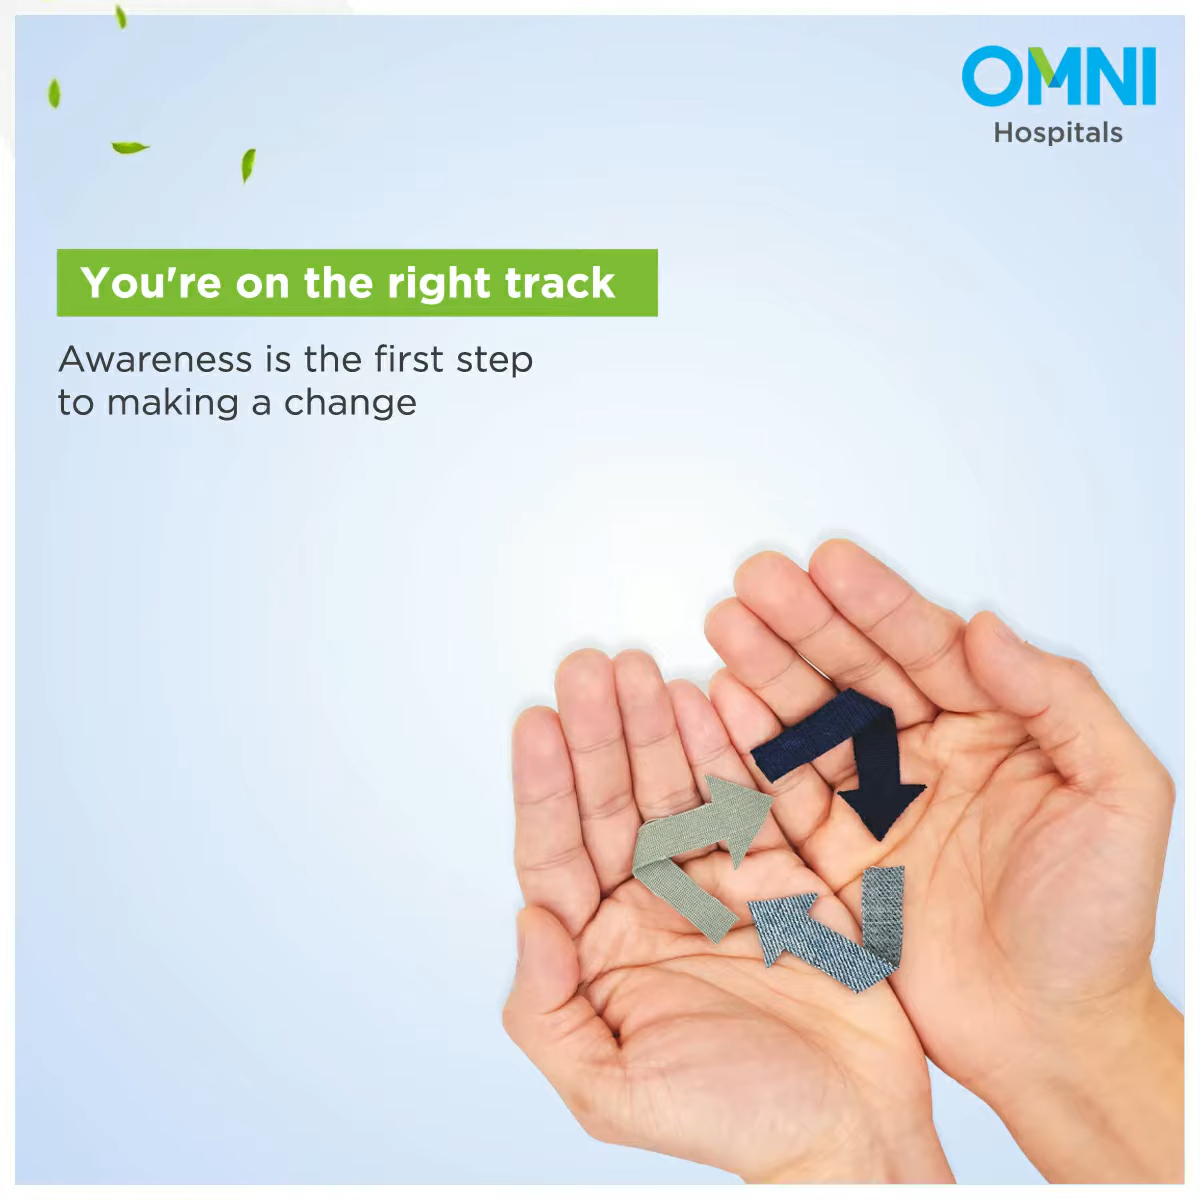 OMNI
Hospitals
You're on the right track
Awareness is the first step
to making a change